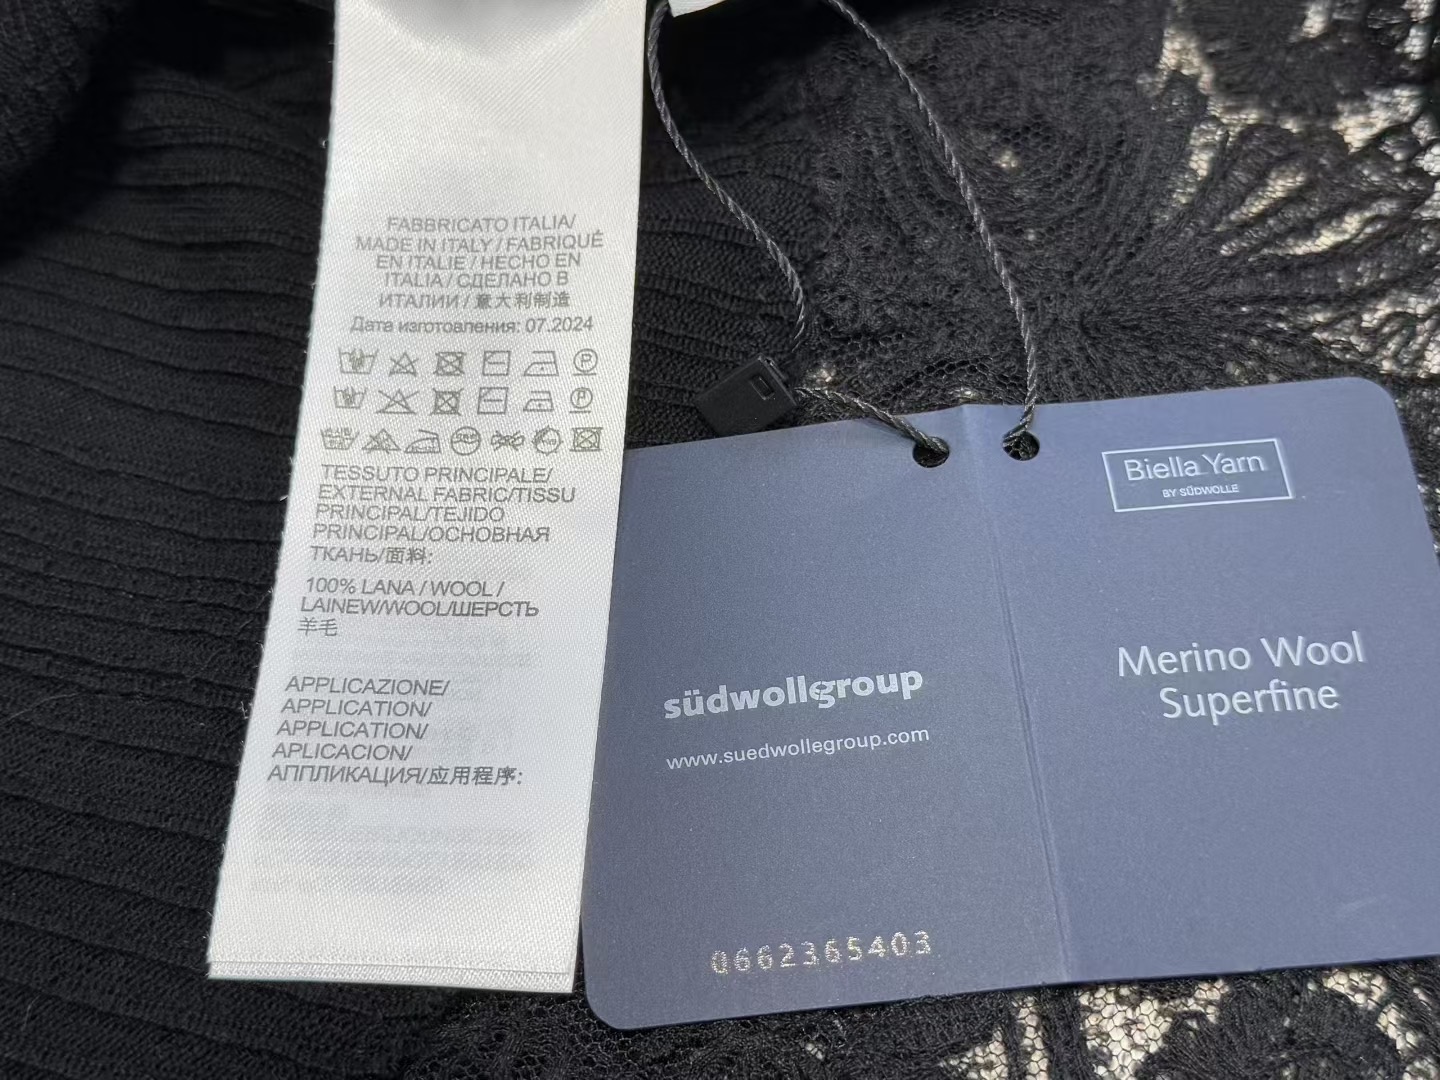 FABBRICATO ITALIA/
MADE IN ITALY / FABRIQUÉ
EN ITALIE / HECHO EN
ITALIA / СДЕЛАНО В
ИТАЛИИ / 意大利制造
Дата изготовления: 07.2024
TESSUTO PRINCIPALE/
EXTERNAL FABRIC/TISSU
PRINCIPAL/TEJIDO
PRINCIPAL/ОСНОВНАЯ
ТКАНЬ/面料:
100% LANA / WOOL /
LAINEW/WOOL/ШЕРСТЬ
羊毛
APPLICAZIONE/
APPLICATION/
APPLICATION/
APLICACION/
АППЛИКАЦИЯ/应用程序:
südwollegroup
www.suedwollegroup.com
0662365403
Biella Yarn
BY SÜDWOLLE
Merino Wool
Superfine